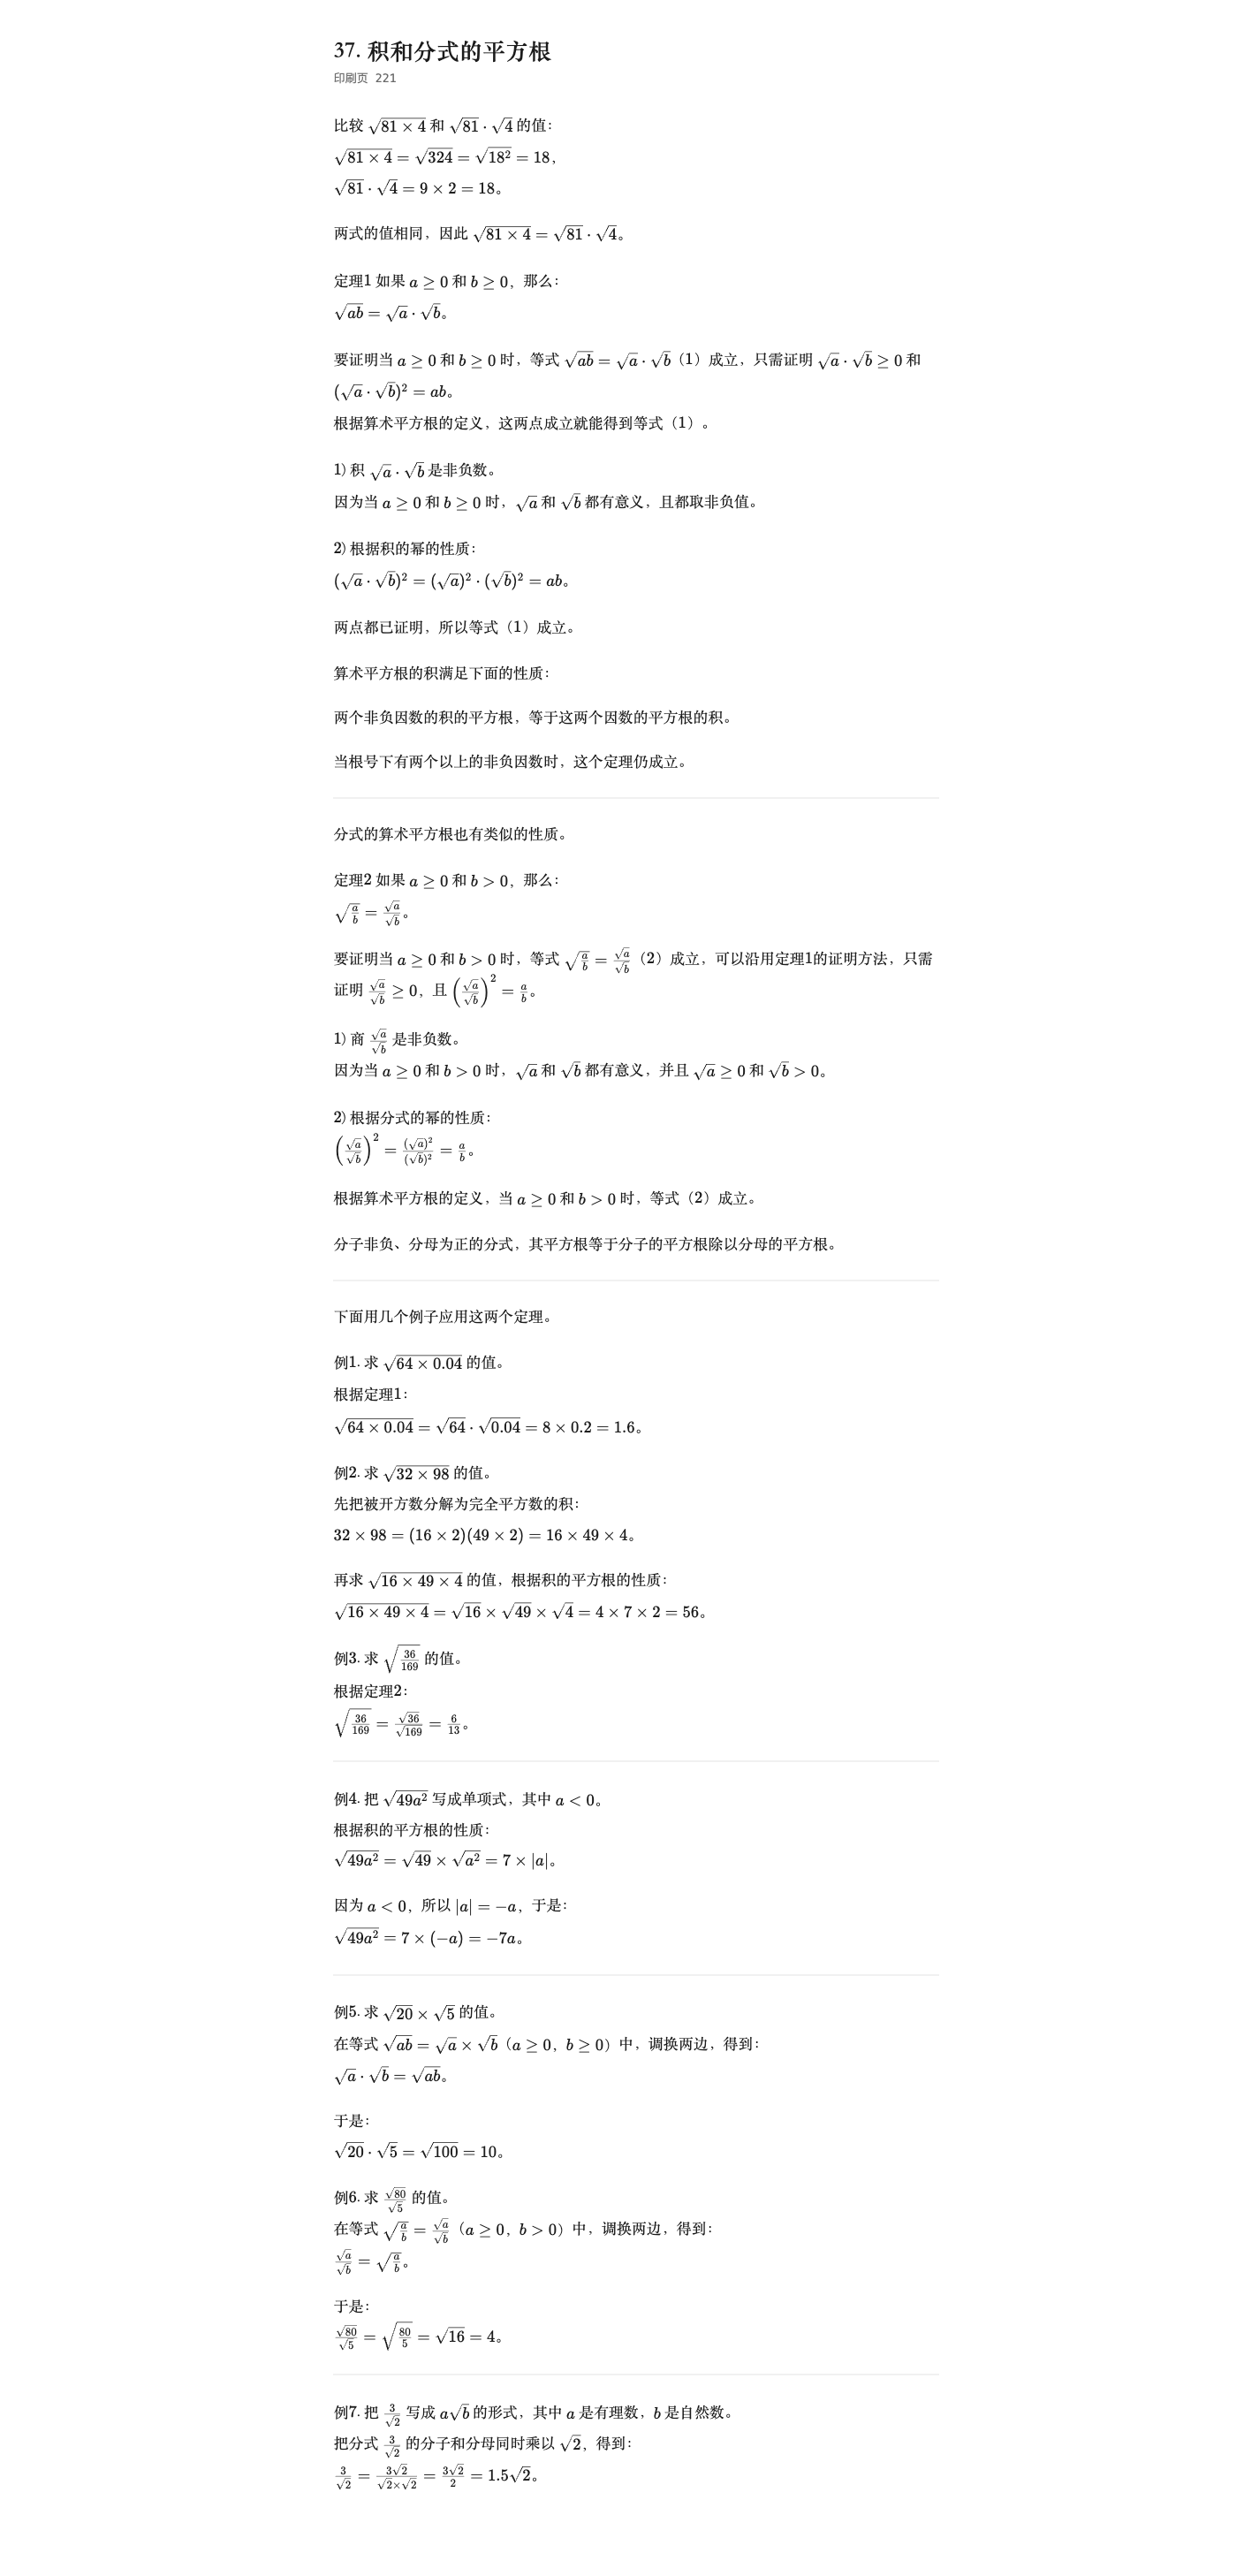 37. 积和分式的平方根
印刷页 221
比较 √(81 × 4) 和 √81 · √4 的值：
√(81 × 4) = √324 = √(18²) = 18，
√81 · √4 = 9 × 2 = 18。
两式的值相同，因此 √(81 × 4) = √81 · √4。
定理1 如果 a ≥ 0 和 b ≥ 0，那么：
√(ab) = √a · √b。
要证明当 a ≥ 0 和 b ≥ 0 时，等式 √(ab) = √a · √b（1）成立，只需证明 √a · √b ≥ 0 和
(√a · √b)² = ab。
根据算术平方根的定义，这两点成立就能得到等式（1）。
1) 积 √a · √b 是非负数。
因为当 a ≥ 0 和 b ≥ 0 时，√a 和 √b 都有意义，且都取非负值。
2) 根据积的幂的性质：
(√a · √b)² = (√a)² · (√b)² = ab。
两点都已证明，所以等式（1）成立。
算术平方根的积满足下面的性质：
两个非负因数的积的平方根，等于这两个因数的平方根的积。
当根号下有两个以上的非负因数时，这个定理仍成立。
分式的算术平方根也有类似的性质。
定理2 如果 a ≥ 0 和 b > 0，那么：
√(a/b) = √a/√b。
要证明当 a ≥ 0 和 b > 0 时，等式 √(a/b) = √a/√b（2）成立，可以沿用定理1的证明方法，只需
证明 √a/√b ≥ 0，且 (√a/√b)² = a/b。
1) 商 √a/√b 是非负数。
因为当 a ≥ 0 和 b > 0 时，√a 和 √b 都有意义，并且 √a ≥ 0 和 √b > 0。
2) 根据分式的幂的性质：
(√a/√b)² = (√a)²/(√b)² = a/b。
根据算术平方根的定义，当 a ≥ 0 和 b > 0 时，等式（2）成立。
分子非负、分母为正的分式，其平方根等于分子的平方根除以分母的平方根。
下面用几个例子应用这两个定理。
例1. 求 √(64 × 0.04) 的值。
根据定理1：
√(64 × 0.04) = √64 · √0.04 = 8 × 0.2 = 1.6。
例2. 求 √(32 × 98) 的值。
先把被开方数分解为完全平方数的积：
32 × 98 = (16 × 2)(49 × 2) = 16 × 49 × 4。
再求 √(16 × 49 × 4) 的值，根据积的平方根的性质：
√(16 × 49 × 4) = √16 × √49 × √4 = 4 × 7 × 2 = 56。
例3. 求 √(36/169) 的值。
根据定理2：
√(36/169) = √36/√169 = 6/13。
例4. 把 √(49a²) 写成单项式，其中 a < 0。
根据积的平方根的性质：
√(49a²) = √49 × √(a²) = 7 × |a|。
因为 a < 0，所以 |a| = −a，于是：
√(49a²) = 7 × (−a) = −7a。
例5. 求 √20 × √5 的值。
在等式 √(ab) = √a × √b（a ≥ 0，b ≥ 0）中，调换两边，得到：
√a · √b = √(ab)。
于是：
√20 · √5 = √100 = 10。
例6. 求 √80/√5 的值。
在等式 √(a/b) = √a/√b（a ≥ 0，b > 0）中，调换两边，得到：
√a/√b = √(a/b)。
于是：
√80/√5 = √(80/5) = √16 = 4。
例7. 把 3/√2 写成 a√b 的形式，其中 a 是有理数，b 是自然数。
把分式 3/√2 的分子和分母同时乘以 √2，得到：
3/√2 = 3√2/(√2×√2) = 3√2/2 = 1.5√2。